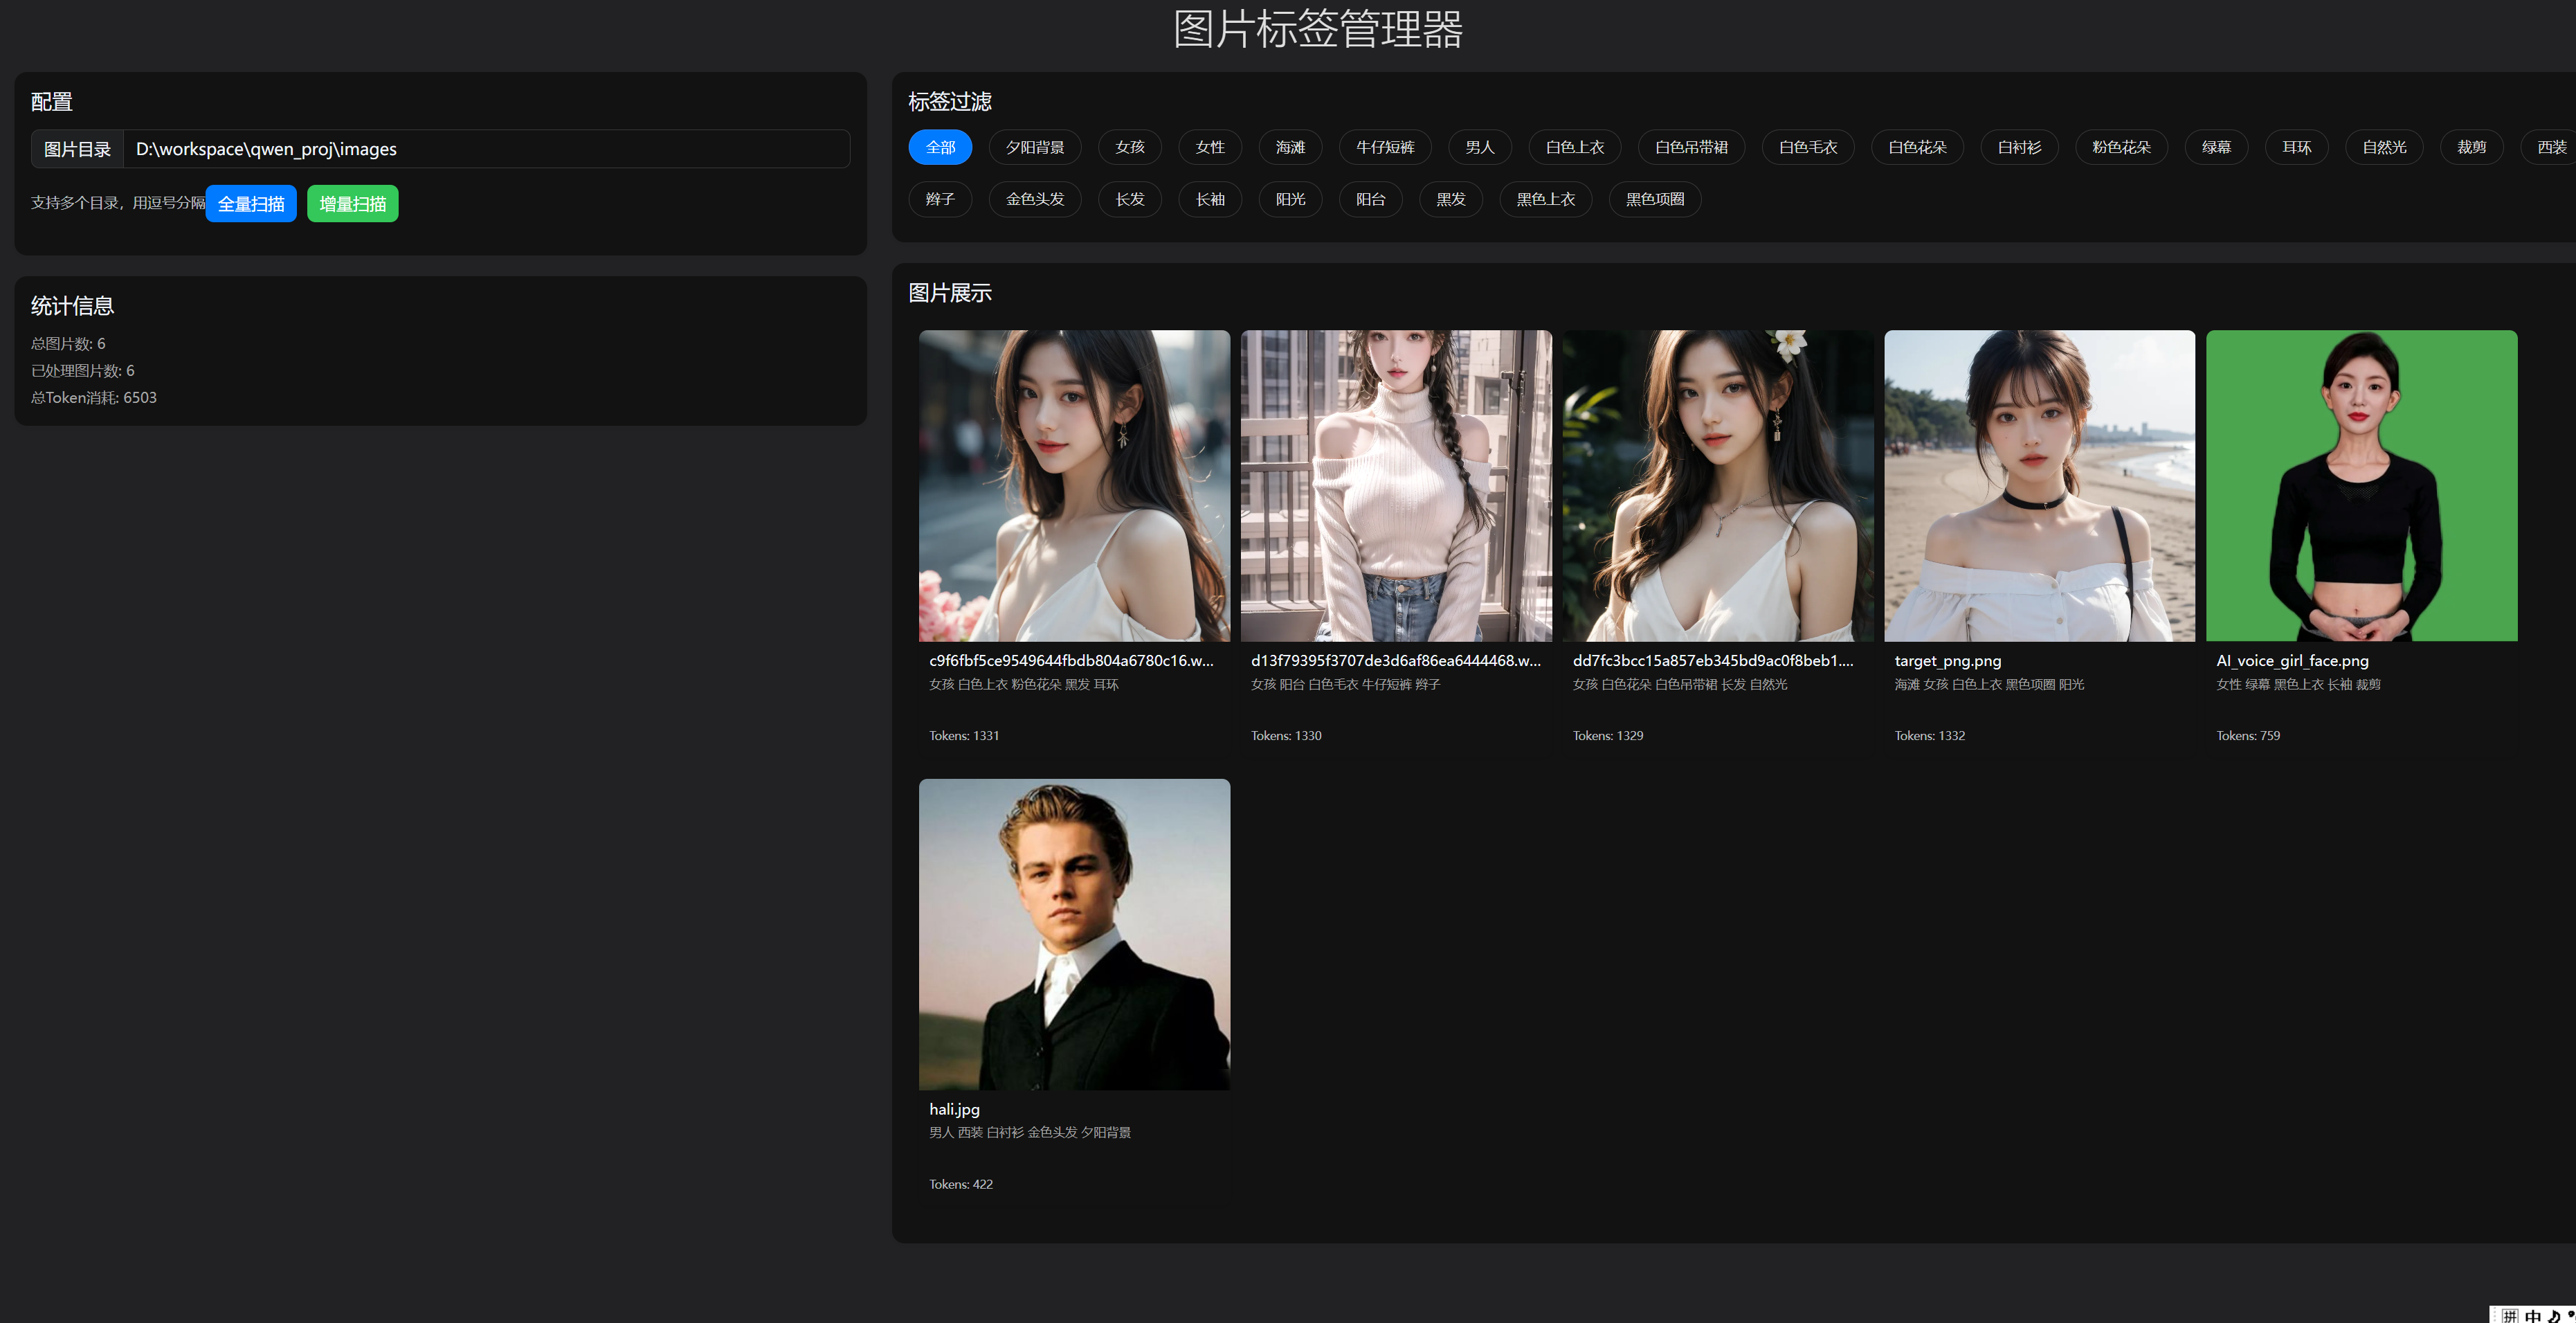 图片标签管理器
配置
图片目录 D:\workspace\qwen_proj\images
支持多个目录，用逗号分隔 全量扫描 增量扫描
统计信息
总图片数: 6
已处理图片数: 6
总Token消耗: 6503
标签过滤
全部 夕阳背景 女孩 女性 海滩 牛仔短裤 男人 白色上衣 白色吊带裙 白色毛衣 白色花朵 白衬衫 粉色花朵 绿幕 耳环 自然光 裁剪 西装
辫子 金色头发 长发 长袖 阳光 阳台 黑发 黑色上衣 黑色项圈
图片展示
c9f6fbf5ce9549644fbdb804a6780c16.w...
女孩 白色上衣 粉色花朵 黑发 耳环
Tokens: 1331
d13f79395f3707de3d6af86ea6444468.w...
女孩 阳台 白色毛衣 牛仔短裤 辫子
Tokens: 1330
dd7fc3bcc15a857eb345bd9ac0f8beb1....
女孩 白色花朵 白色吊带裙 长发 自然光
Tokens: 1329
target_png.png
海滩 女孩 白色上衣 黑色项圈 阳光
Tokens: 1332
AI_voice_girl_face.png
女性 绿幕 黑色上衣 长袖 裁剪
Tokens: 759
hali.jpg
男人 西装 白衬衫 金色头发 夕阳背景
Tokens: 422
拼 中